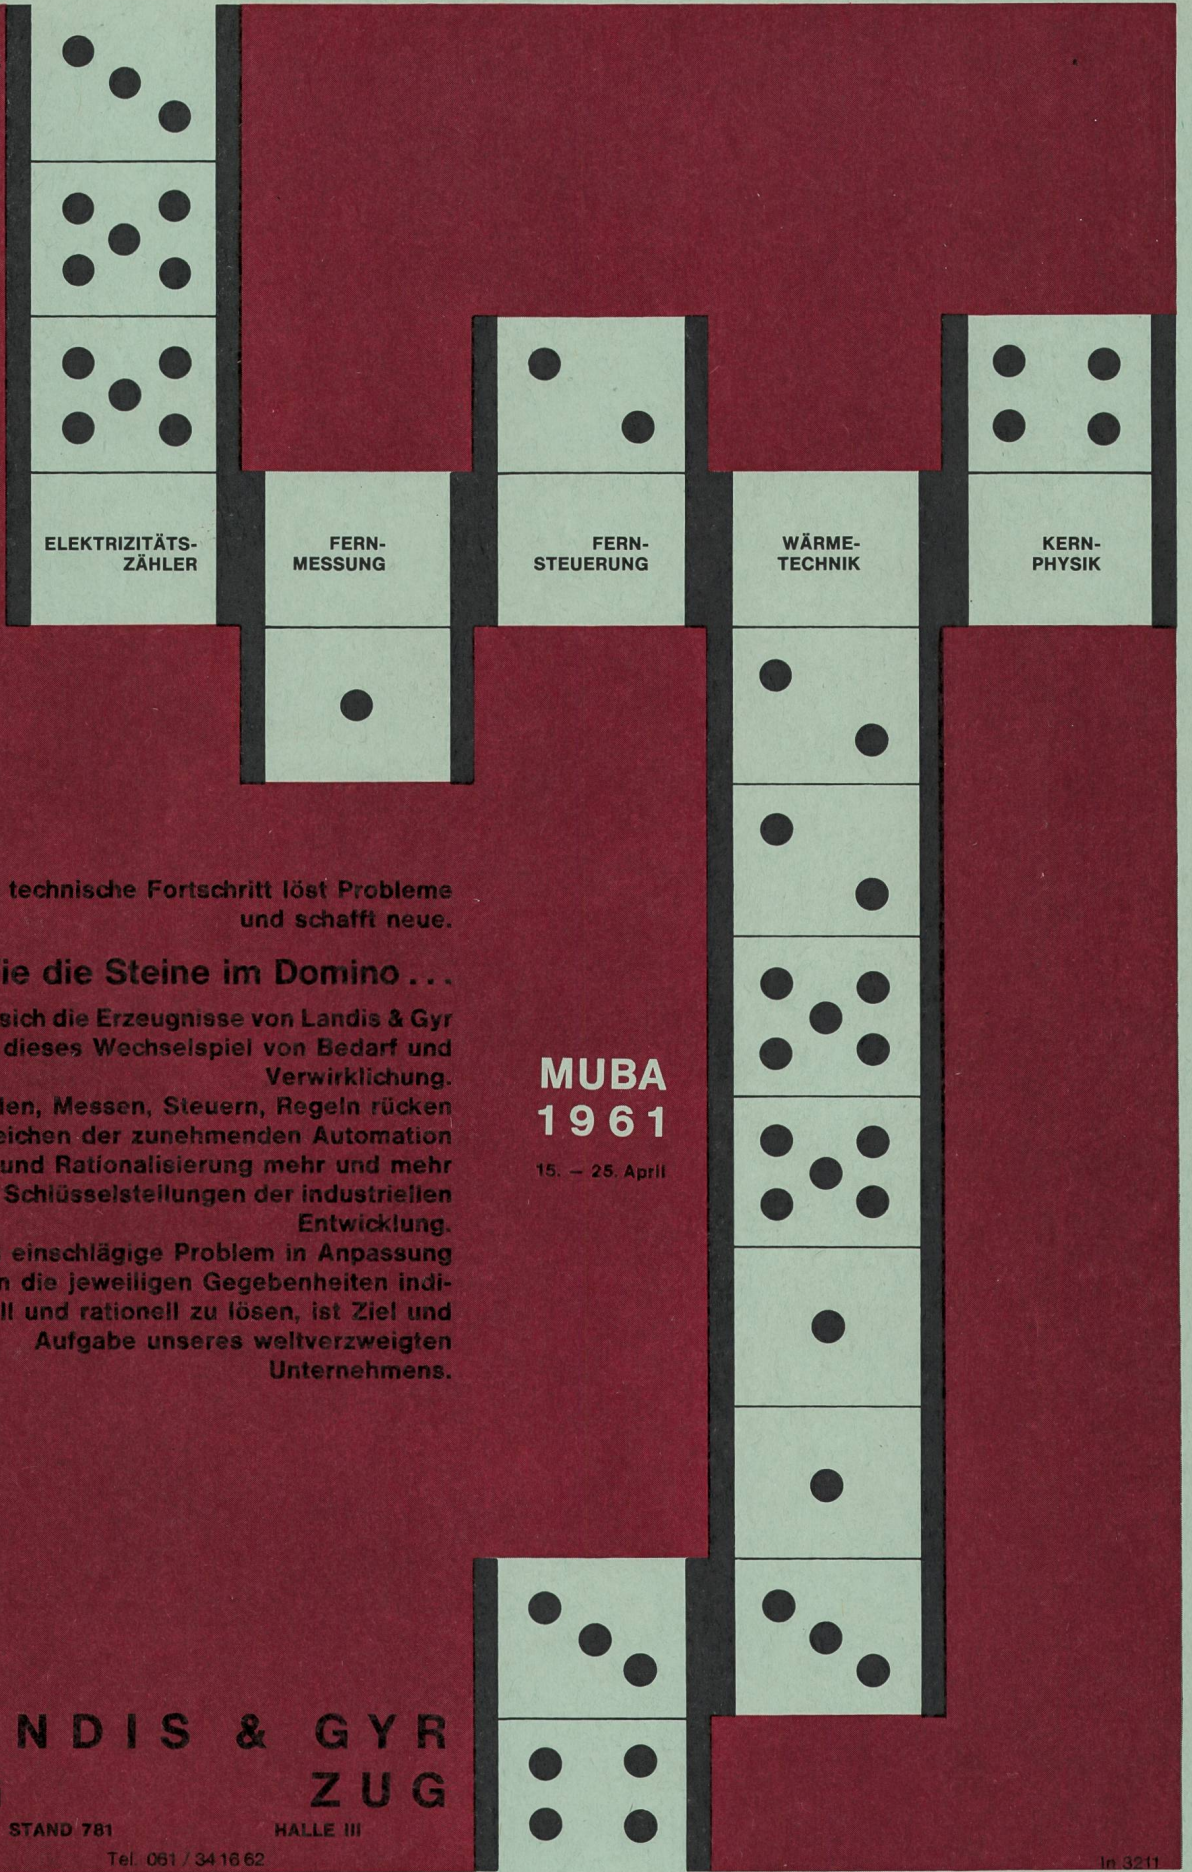 ELEKTRIZITÄTS-
ZÄHLER
FERN-
MESSUNG
FERN-
STEUERUNG
WÄRME-
TECHNIK
KERN-
PHYSIK
technische Fortschritt löst Probleme
und schafft neue.
ie die Steine im Domino...
sich die Erzeugnisse von Landis & Gyr
dieses Wechselspiel von Bedarf und
Verwirklichung.
len, Messen, Steuern, Regeln rücken
eichen der zunehmenden Automation
und Rationalisierung mehr und mehr
Schlüsselstellungen der industriellen
Entwicklung.
einschlägige Problem in Anpassung
n die jeweiligen Gegebenheiten indi-
ll und rationell zu lösen, ist Ziel und
Aufgabe unseres weltverzweigten
Unternehmens.
MUBA
1961
15. – 25. April
NDIS & GYR
ZUG
STAND 781 HALLE III
Tel. 061 / 34 16 62
In 3211